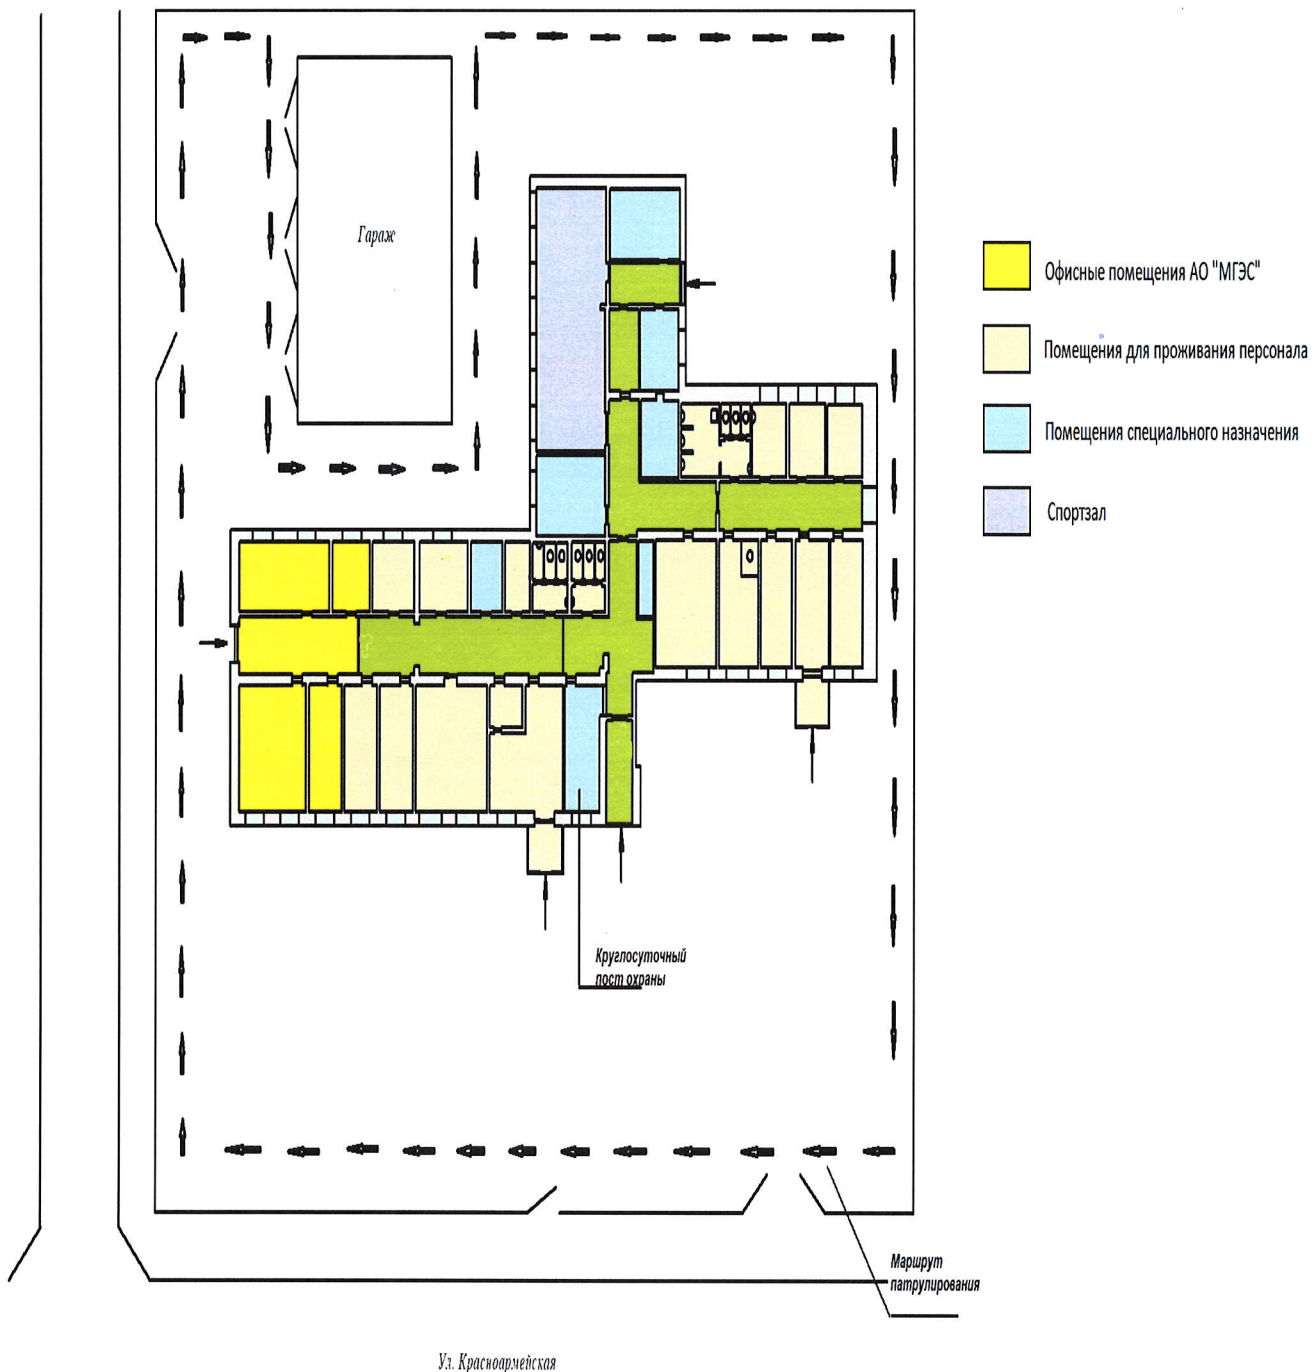 Гараж
Офисные помещения АО "МГЭС"
Помещения для проживания персонала
Помещения специального назначения
Спортзал
Круглосуточный
пост охраны
Маршрут
патрулирования
Ул. Красноармейская